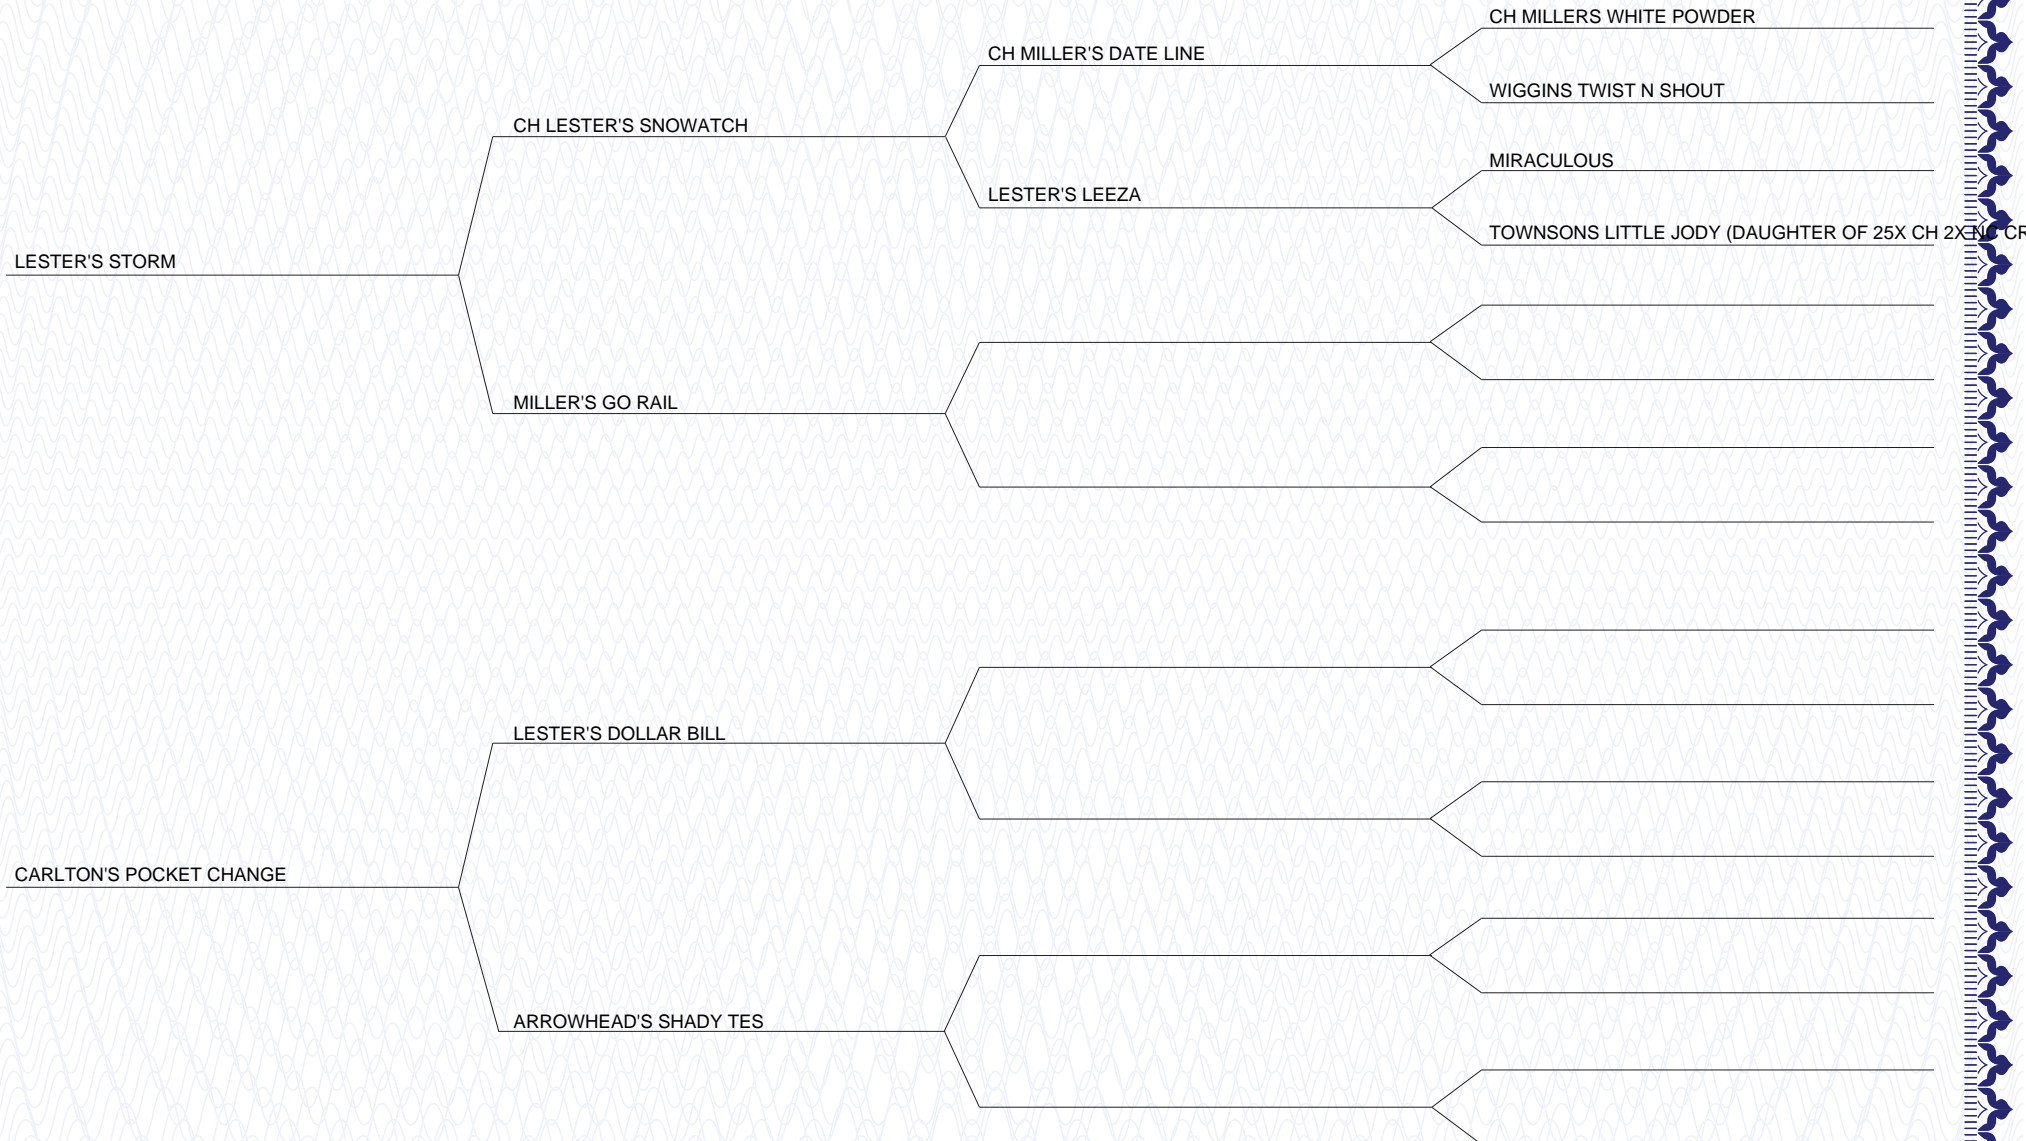 CH MILLERS WHITE POWDER
CH MILLER'S DATE LINE
WIGGINS TWIST N SHOUT
CH LESTER'S SNOWATCH
MIRACULOUS
LESTER'S LEEZA
TOWNSONS LITTLE JODY (DAUGHTER OF 25X CH 2X NC CR
LESTER'S STORM
MILLER'S GO RAIL
LESTER'S DOLLAR BILL
CARLTON'S POCKET CHANGE
ARROWHEAD'S SHADY TES